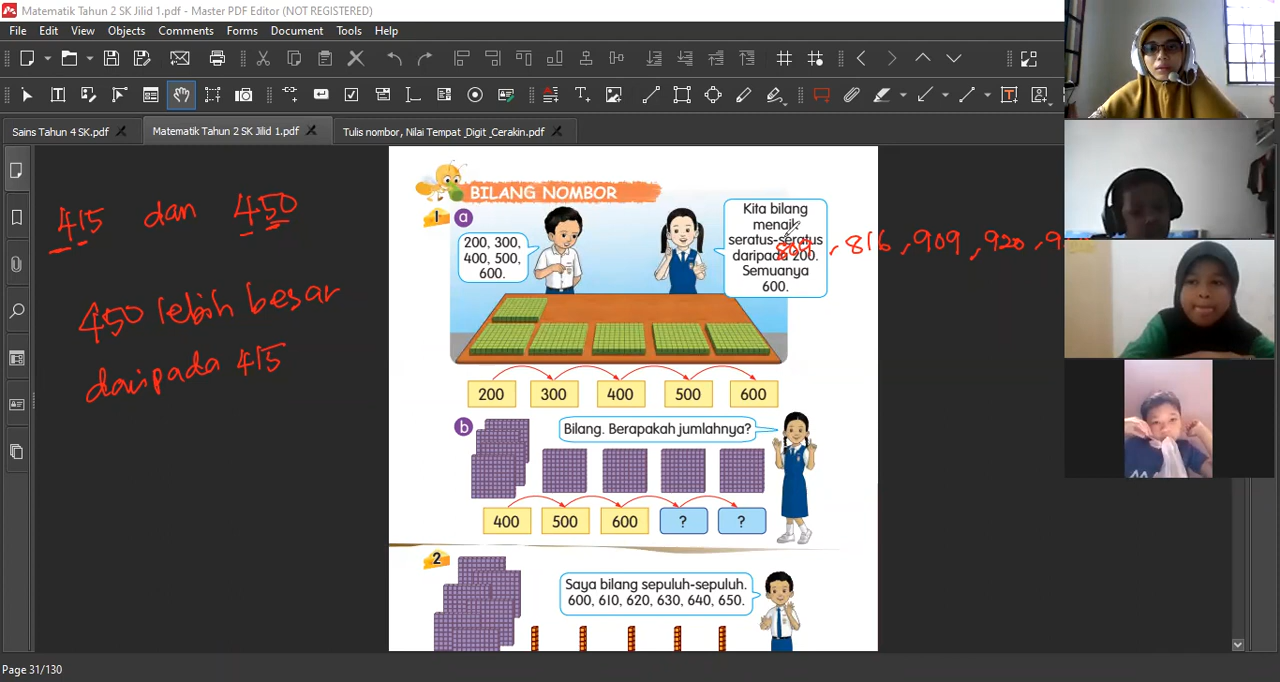 Matematik Tahun 2 SK Jilid 1.pdf - Master PDF Editor (NOT REGISTERED)
File Edit View Objects Comments Forms Document Tools Help
Sains Tahun 4 SK.pdf Matematik Tahun 2 SK Jilid 1.pdf Tulis nombor, Nilai Tempat _Digit _Cerakin.pdf
415 dan 450
450 lebih besar
daripada 415
BILANG NOMBOR
1 a
200, 300,
400, 500,
600.
Kita bilang
menaik
seratus-seratus
daripada 200.
Semuanya
600.
, 816, 909, 920,
200 300 400 500 600
b
Bilang. Berapakah jumlahnya?
400 500 600 ? ?
2
Saya bilang sepuluh-sepuluh.
600, 610, 620, 630, 640, 650.
Page 31/130